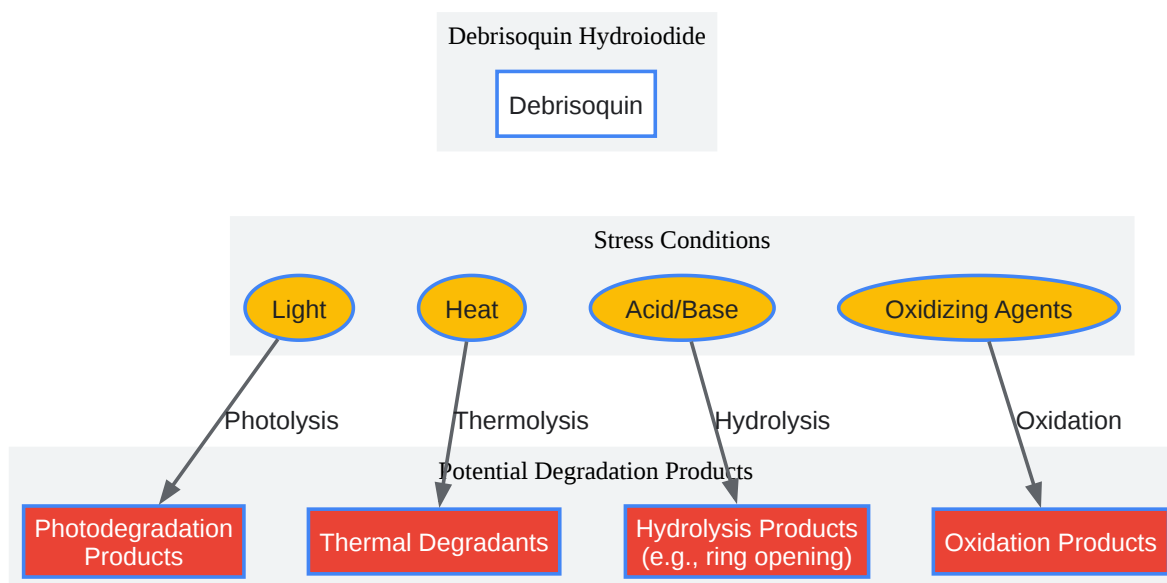 Debrisoquin Hydroiodide
Debrisoquin
Stress Conditions
Light
Heat
Acid/Base
Oxidizing Agents
Photolysis
Thermolysis
Hydrolysis
Oxidation
Potential Degradation Products
Photodegradation
Products
Thermal Degradants
Hydrolysis Products
(e.g., ring opening)
Oxidation Products